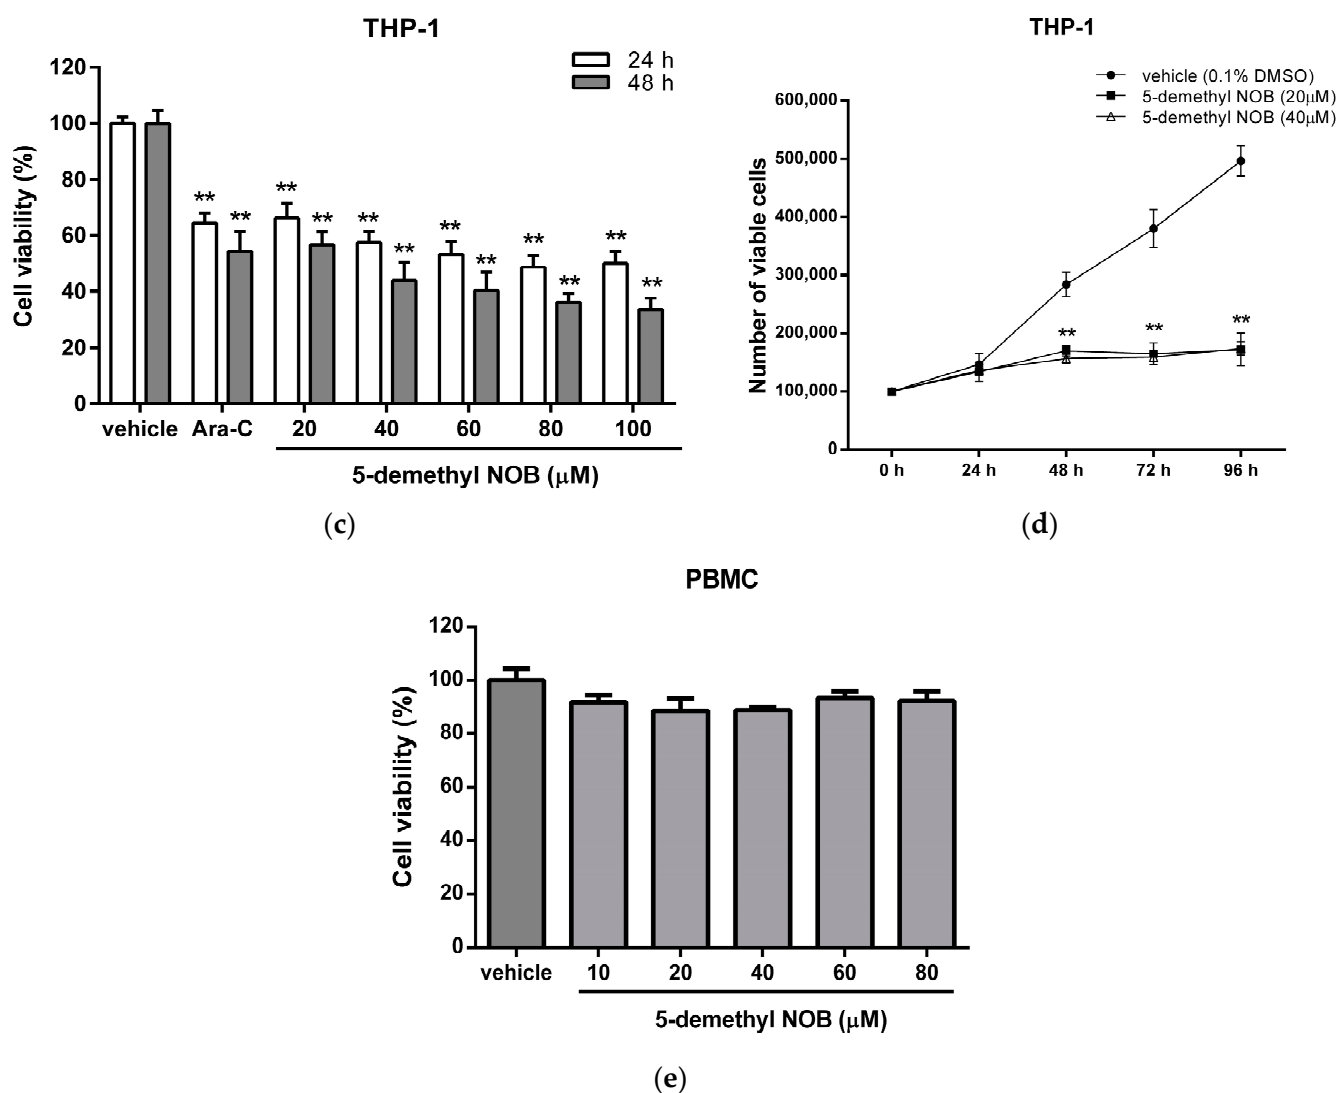 THP-1
24 h
48 h
Cell viability (%)
120
100
80
60
40
20
0
** ** ** ** ** ** ** ** ** ** ** **
vehicle Ara-C 20 40 60 80 100
5-demethyl NOB (μM)
(c)
THP-1
vehicle (0.1% DMSO)
5-demethyl NOB (20μM)
5-demethyl NOB (40μM)
Number of viable cells
600,000
500,000
400,000
300,000
200,000
100,000
0
** ** **
0 h 24 h 48 h 72 h 96 h
(d)
PBMC
Cell viability (%)
120
100
80
60
40
20
0
vehicle 10 20 40 60 80
5-demethyl NOB (μM)
(e)